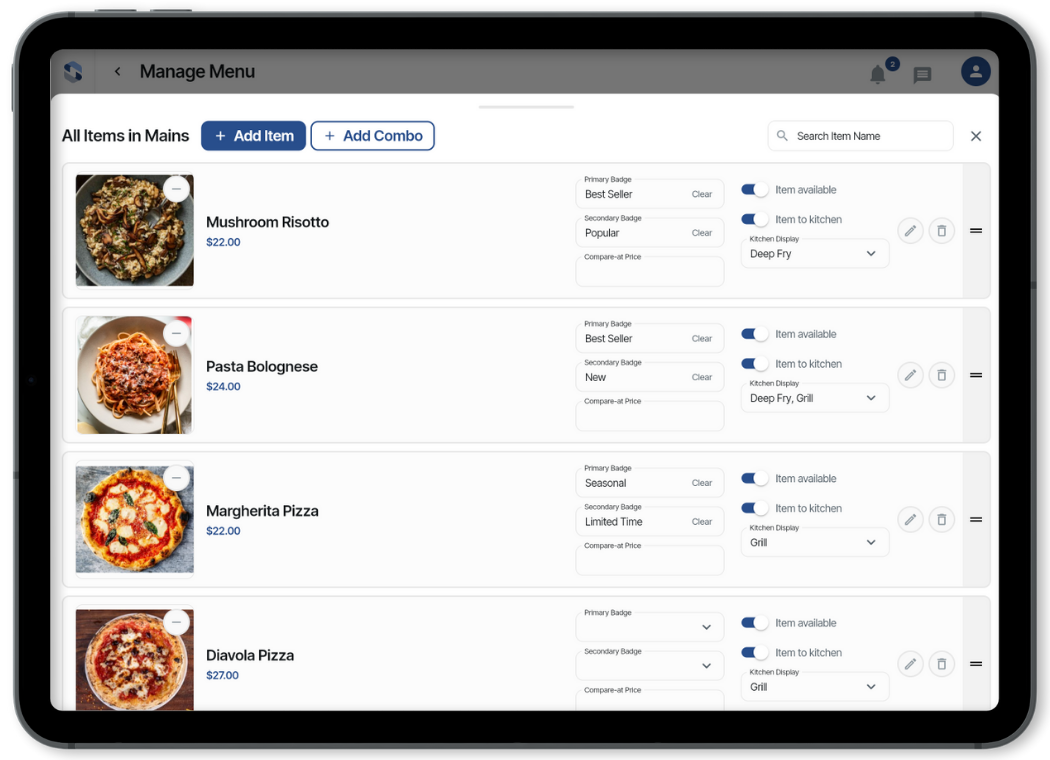 Manage Menu
2
All Items in Mains
+ Add Item
+ Add Combo
Search Item Name
Mushroom Risotto
$22.00
Primary Badge
Best Seller
Clear
Secondary Badge
Popular
Clear
Compare-at Price
Item available
Item to kitchen
Kitchen Display
Deep Fry
Pasta Bolognese
$24.00
Primary Badge
Best Seller
Clear
Secondary Badge
New
Clear
Compare-at Price
Item available
Item to kitchen
Kitchen Display
Deep Fry, Grill
Margherita Pizza
$22.00
Primary Badge
Seasonal
Clear
Secondary Badge
Limited Time
Clear
Compare-at Price
Item available
Item to kitchen
Kitchen Display
Grill
Diavola Pizza
$27.00
Primary Badge
Secondary Badge
Compare-at Price
Item available
Item to kitchen
Kitchen Display
Grill